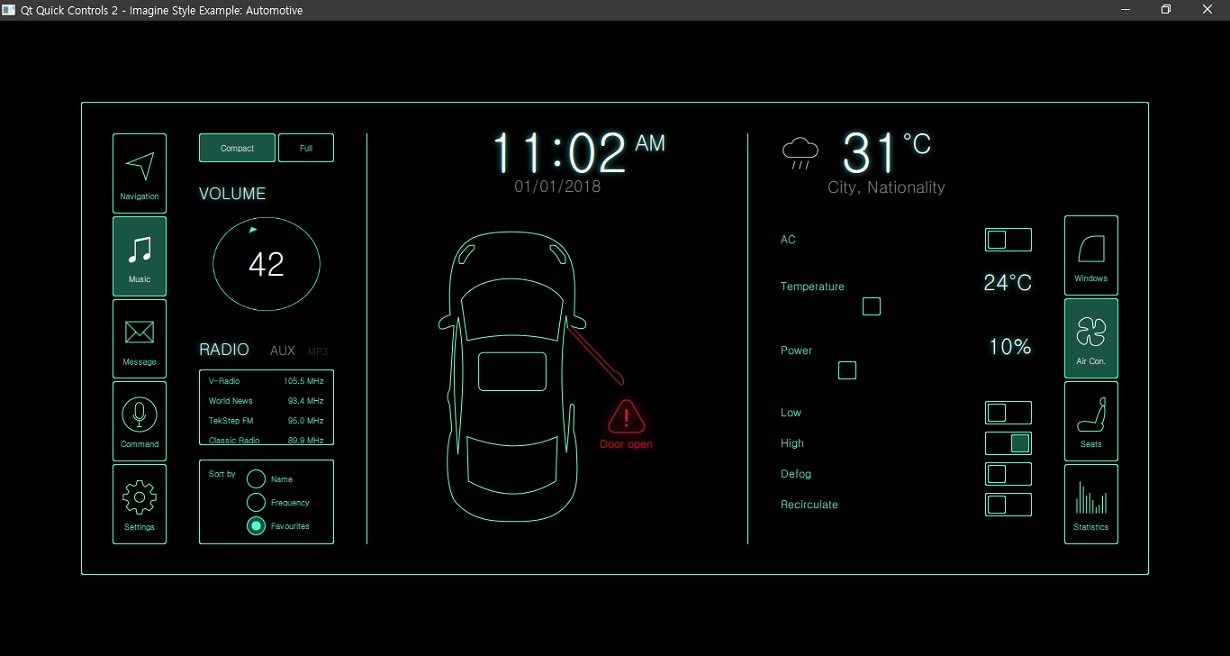 Qt Quick Controls 2 - Imagine Style Example: Automotive
Navigation
Music
Message
Command
Settings
Compact
Full
VOLUME
42
RADIO AUX MP3
V-Radio 105.5 MHz
World News 93.4 MHz
TekStep FM 95.0 MHz
Classic Radio 89.9 MHz
Sort by
Name
Frequency
Favourites
11:02 AM
01/01/2018
Door open
31°C
City, Nationality
AC
Temperature 24°C
Power 10%
Low
High
Defog
Recirculate
Windows
Air Con.
Seats
Statistics